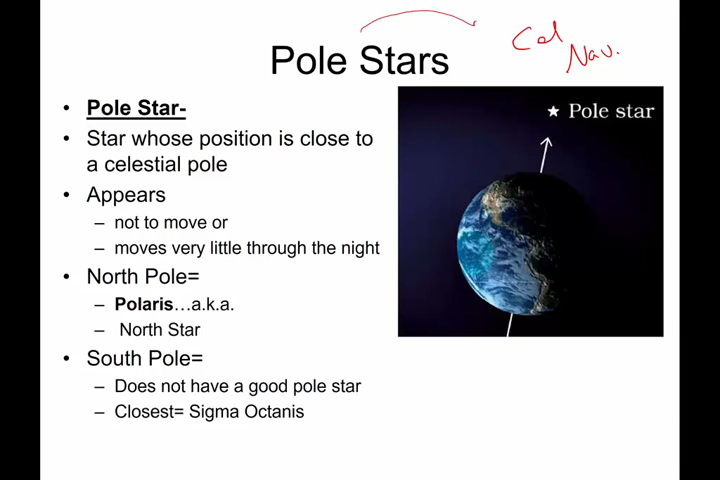 Cel
Nav.
Pole Stars
• Pole Star-
• Star whose position is close to
a celestial pole
• Appears
– not to move or
– moves very little through the night
• North Pole=
– Polaris…a.k.a.
– North Star
• South Pole=
– Does not have a good pole star
– Closest= Sigma Octanis
Pole star